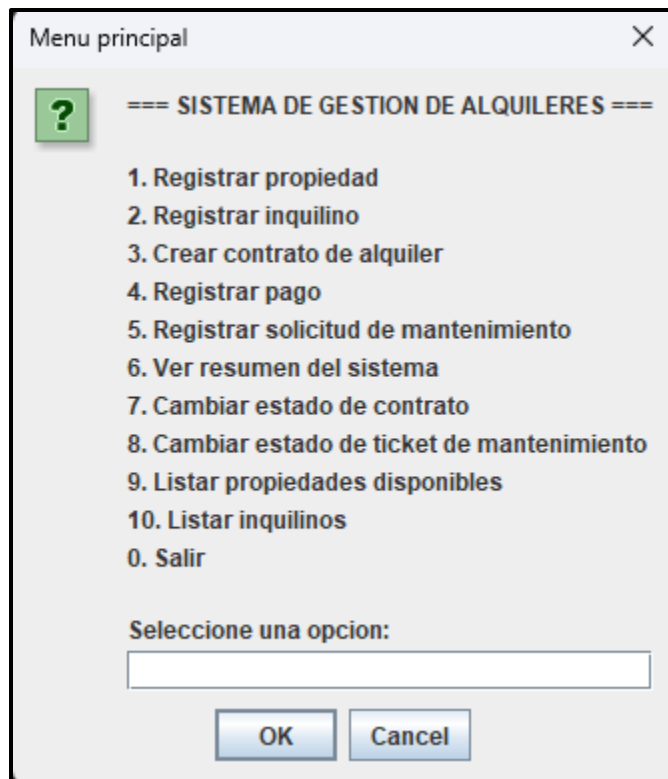 Menu principal
=== SISTEMA DE GESTION DE ALQUILERES ===
1. Registrar propiedad
2. Registrar inquilino
3. Crear contrato de alquiler
4. Registrar pago
5. Registrar solicitud de mantenimiento
6. Ver resumen del sistema
7. Cambiar estado de contrato
8. Cambiar estado de ticket de mantenimiento
9. Listar propiedades disponibles
10. Listar inquilinos
0. Salir
Seleccione una opcion:
OK Cancel